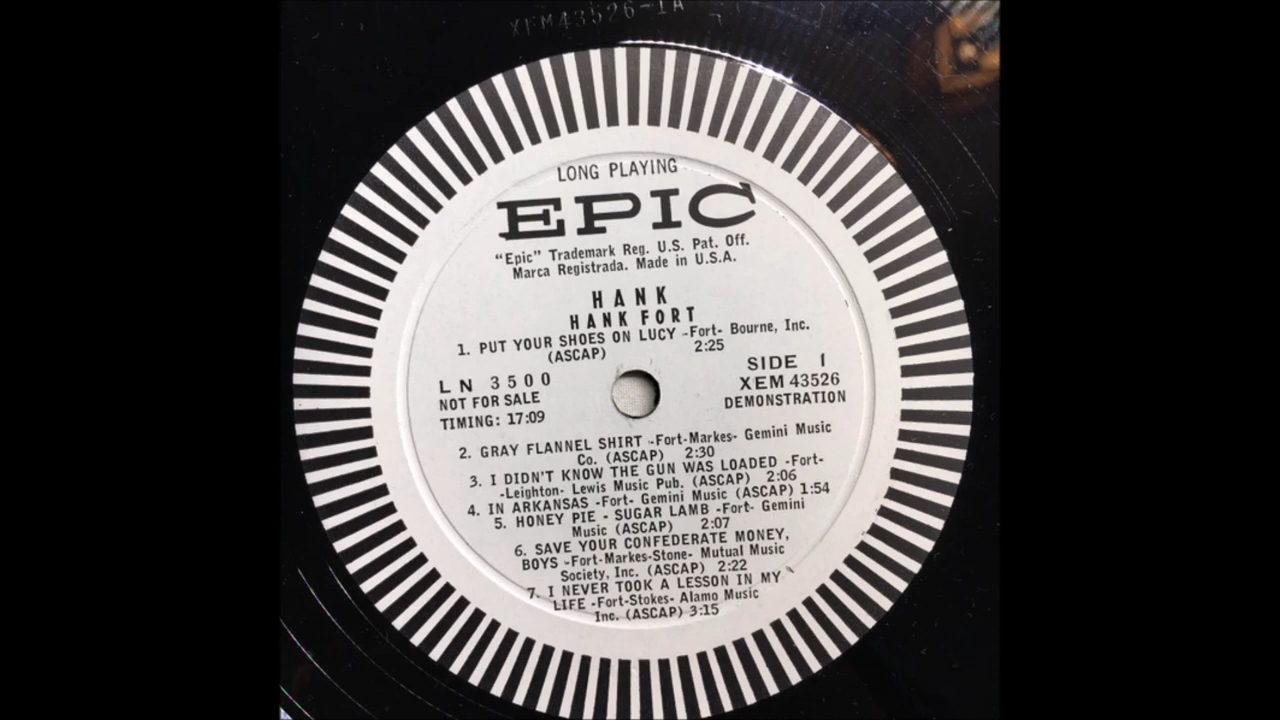 XEM43526-1A
LONG PLAYING
EPIC
"Epic" Trademark Reg. U.S. Pat. Off.
Marca Registrada. Made in U.S.A.
HANK
HANK FORT
1. PUT YOUR SHOES ON LUCY -Fort- Bourne, Inc.
(ASCAP) 2:25
LN 3500
NOT FOR SALE
TIMING: 17:09
SIDE 1
XEM 43526
DEMONSTRATION
2. GRAY FLANNEL SHIRT -Fort-Markes- Gemini Music
Co. (ASCAP) 2:30
3. I DIDN'T KNOW THE GUN WAS LOADED -Fort-
-Leighton- Lewis Music Pub. (ASCAP) 2:06
4. IN ARKANSAS -Fort- Gemini Music (ASCAP) 1:54
5. HONEY PIE - SUGAR LAMB -Fort- Gemini
Music (ASCAP) 2:07
6. SAVE YOUR CONFEDERATE MONEY,
BOYS -Fort-Markes-Stone- Mutual Music
Society, Inc. (ASCAP) 2:22
7. I NEVER TOOK A LESSON IN MY
LIFE -Fort-Stokes- Alamo Music
Inc. (ASCAP) 3:15